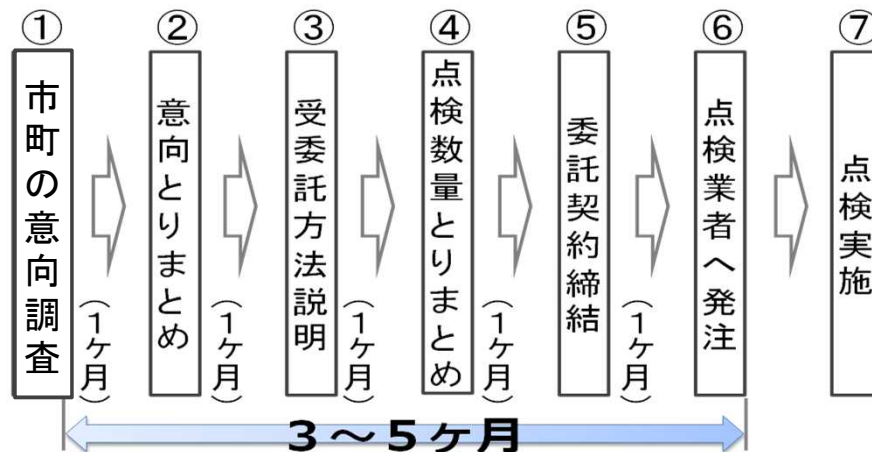 ①
市町の意向調査
(1ヶ月)
②
意向とりまとめ
(1ヶ月)
③
受委託方法説明
(1ヶ月)
④
点検数量とりまとめ
(1ヶ月)
⑤
委託契約締結
(1ヶ月)
⑥
点検業者へ発注
⑦
点検実施
3～5ヶ月